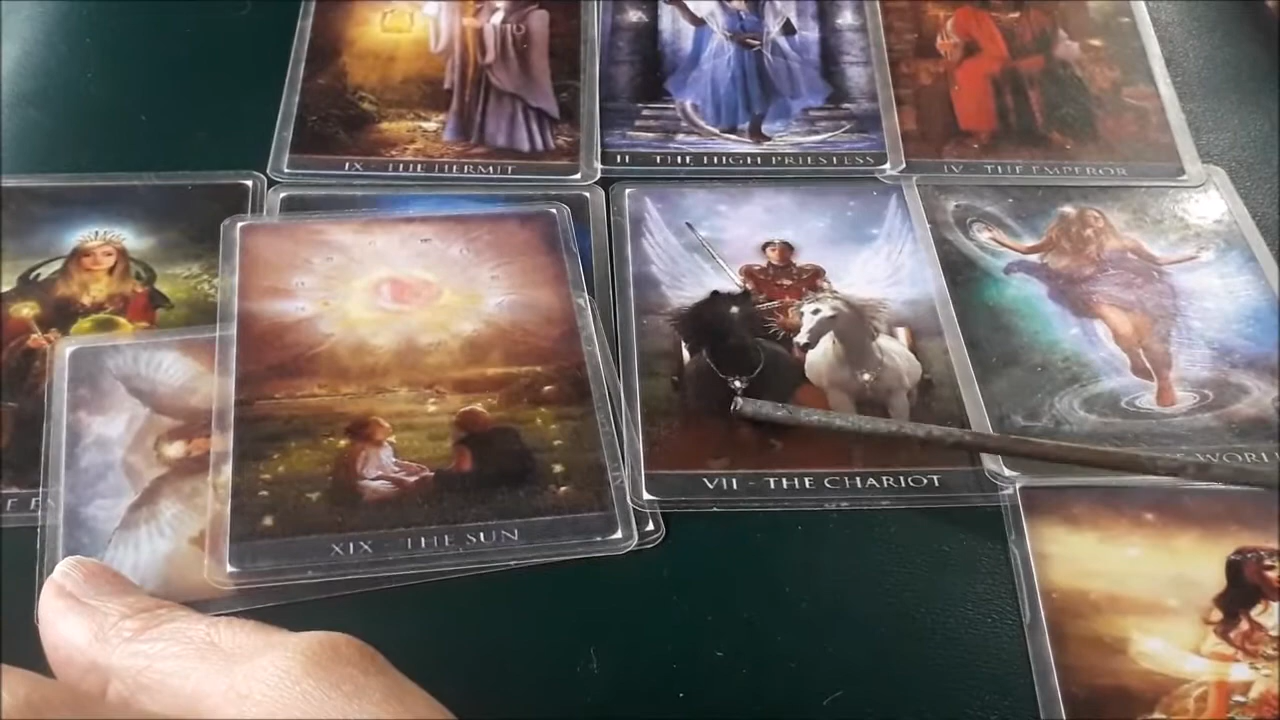 IX - THE HERMIT
II - THE HIGH PRIESTESS
IV - THE EMPEROR
XIX - THE SUN
VII - THE CHARIOT